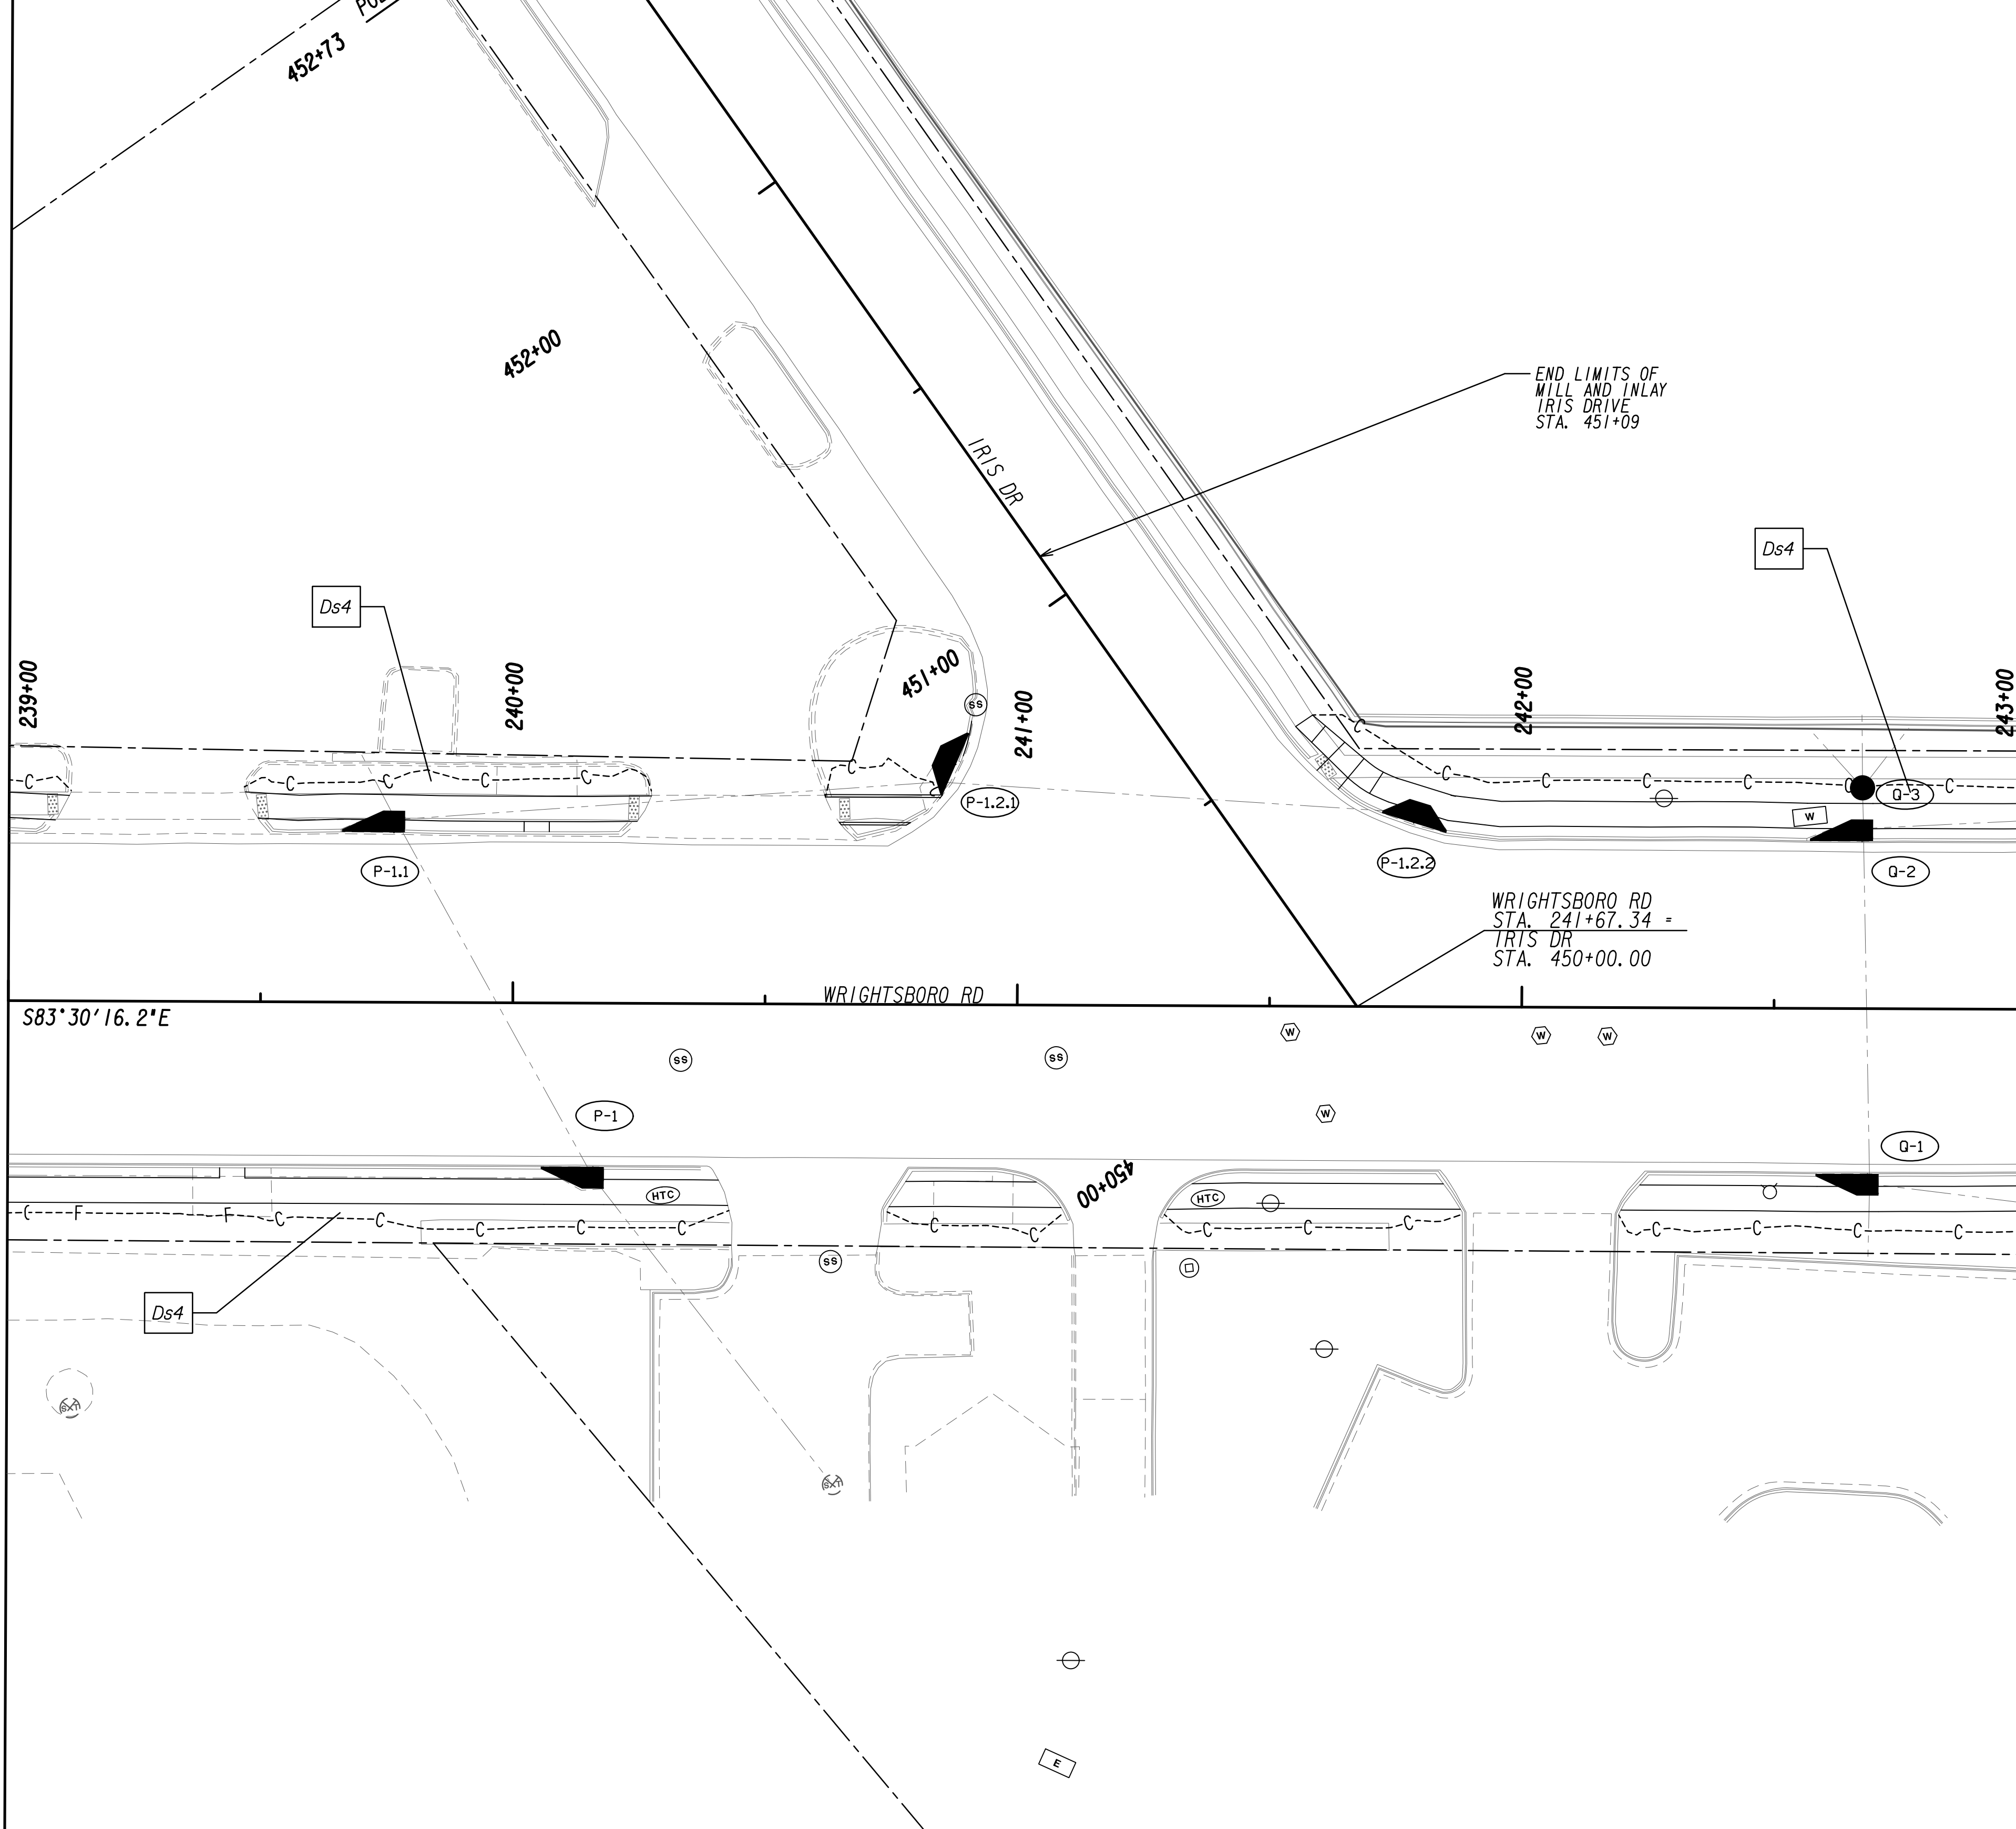 452+73
452+00
IRIS DR
END LIMITS OF
MILL AND INLAY
IRIS DRIVE
STA. 451+09
Ds4
Ds4
239+00
240+00
451+00
241+00
242+00
243+00
SS
C
C
C
C
C
C
C
C
C
C
C
C
C
P-1.1
P-1.2.1
P-1.2.2
W
Q-3
Q-2
WRIGHTSBORO RD
STA. 241+67.34 =
IRIS DR
STA. 450+00.00
WRIGHTSBORO RD
S83°30'16.2"E
W
W
W
SS
SS
W
P-1
Q-1
450+00
HTC
HTC
F
F
C
C
C
C
C
C
C
C
C
C
C
C
C
C
SS
Ds4
SXT
SXT
E